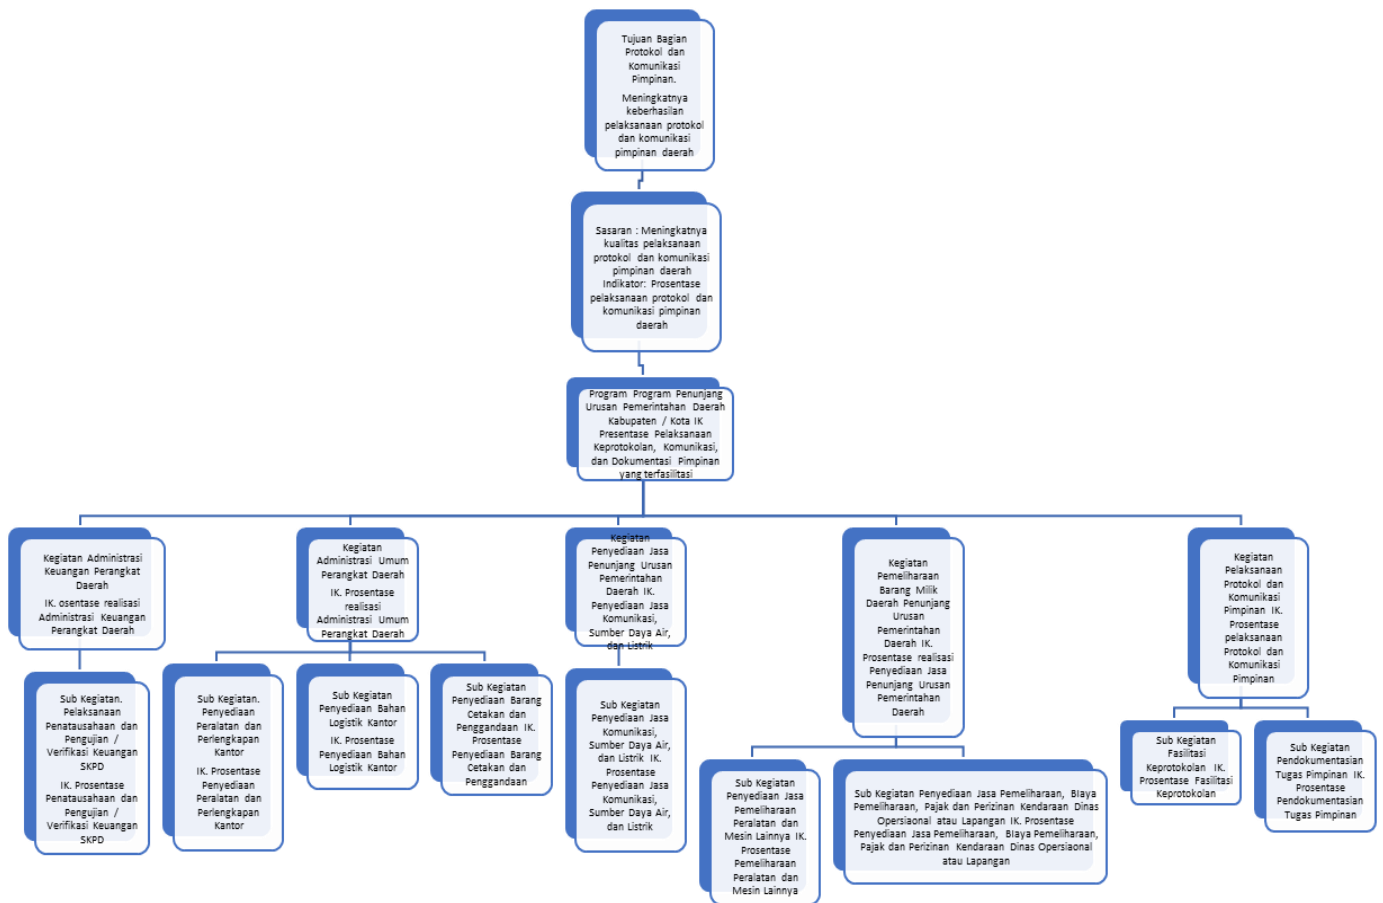 Tujuan Bagian
Protokol dan
Komunikasi
Pimpinan.
Meningkatnya
keberhasilan
pelaksanaan protokol
dan komunikasi
pimpinan daerah
Sasaran : Meningkatnya
kualitas pelaksanaan
protokol dan komunikasi
pimpinan daerah
Indikator: Prosentase
pelaksanaan protokol dan
komunikasi pimpinan
daerah
Program Program Penunjang
Urusan Pemerintahan Daerah
Kabupaten / Kota IK
Presentase Pelaksanaan
Keprotokolan, Komunikasi,
dan Dokumentasi Pimpinan
yang terfasilitasi
Kegiatan Administrasi
Keuangan Perangkat
Daerah
IK. osentase realisasi
Administrasi Keuangan
Perangkat Daerah
Kegiatan
Administrasi Umum
Perangkat Daerah
IK. Prosentase
realisasi
Administrasi Umum
Perangkat Daerah
Kegiatan
Penyediaan Jasa
Penunjang Urusan
Pemerintahan
Daerah IK.
Penyediaan Jasa
Komunikasi,
Sumber Daya Air,
dan Listrik
Kegiatan
Pemeliharaan
Barang Milik
Daerah Penunjang
Urusan
Pemerintahan
Daerah IK.
Prosentase realisasi
Penyediaan Jasa
Penunjang Urusan
Pemerintahan
Daerah
Kegiatan
Pelaksanaan
Protokol dan
Komunikasi
Pimpinan IK.
Prosentase
pelaksanaan
Protokol dan
Komunikasi
Pimpinan
Sub Kegiatan.
Pelaksanaan
Penatausahaan dan
Pengujian /
Verifikasi Keuangan
SKPD
IK. Prosentase
Penatausahaan dan
Pengujian /
Verifikasi Keuangan
SKPD
Sub Kegiatan.
Penyediaan
Peralatan dan
Perlengkapan
Kantor
IK. Prosentase
Penyediaan
Peralatan dan
Perlengkapan
Kantor
Sub Kegiatan
Penyediaan Bahan
Logistik Kantor
IK. Prosentase
Penyediaan Bahan
Logistik Kantor
Sub Kegiatan
Penyediaan Barang
Cetakan dan
Penggandaan IK.
Prosentase
Penyediaan Barang
Cetakan dan
Penggandaan
Sub Kegiatan
Penyediaan Jasa
Komunikasi,
Sumber Daya Air,
dan Listrik IK.
Prosentase
Penyediaan Jasa
Komunikasi,
Sumber Daya Air,
dan Listrik
Sub Kegiatan
Penyediaan Jasa
Pemeliharaan
Peralatan dan
Mesin Lainnya IK.
Prosentase
Pemeliharaan
Peralatan dan
Mesin Lainnya
Sub Kegiatan Penyediaan Jasa Pemeliharaan, BIaya
Pemeliharaan, Pajak dan Perizinan Kendaraan Dinas
Opersiaonal atau Lapangan IK. Prosentase
Penyediaan Jasa Pemeliharaan, BIaya Pemeliharaan,
Pajak dan Perizinan Kendaraan Dinas Opersiaonal
atau Lapangan
Sub Kegiatan
Fasilitasi
Keprotokolan IK.
Prosentase Fasilitasi
Keprotokolan
Sub Kegiatan
Pendokumentasian
Tugas Pimpinan IK.
Prosentase
Pendokumentasian
Tugas Pimpinan